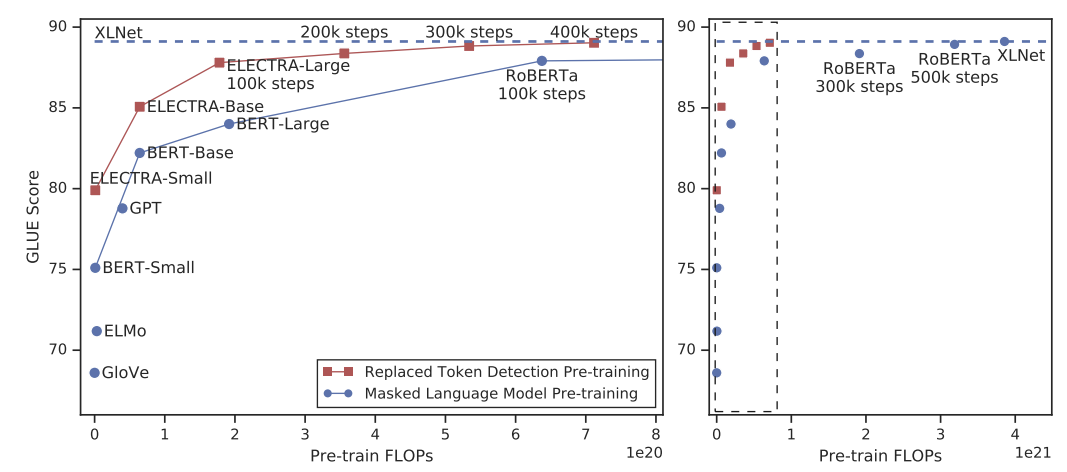 XLNet
200k steps
300k steps
400k steps
ELECTRA-Large
100k steps
RoBERTa
100k steps
ELECTRA-Base
BERT-Large
BERT-Base
ELECTRA-Small
GPT
BERT-Small
ELMo
GloVe
Replaced Token Detection Pre-training
Masked Language Model Pre-training
GLUE Score
90
85
80
75
70
0 1 2 3 4 5 6 7 8
Pre-train FLOPs
1e20
RoBERTa
300k steps
RoBERTa
500k steps
XLNet
90
85
80
75
70
0 1 2 3 4
Pre-train FLOPs
1e21